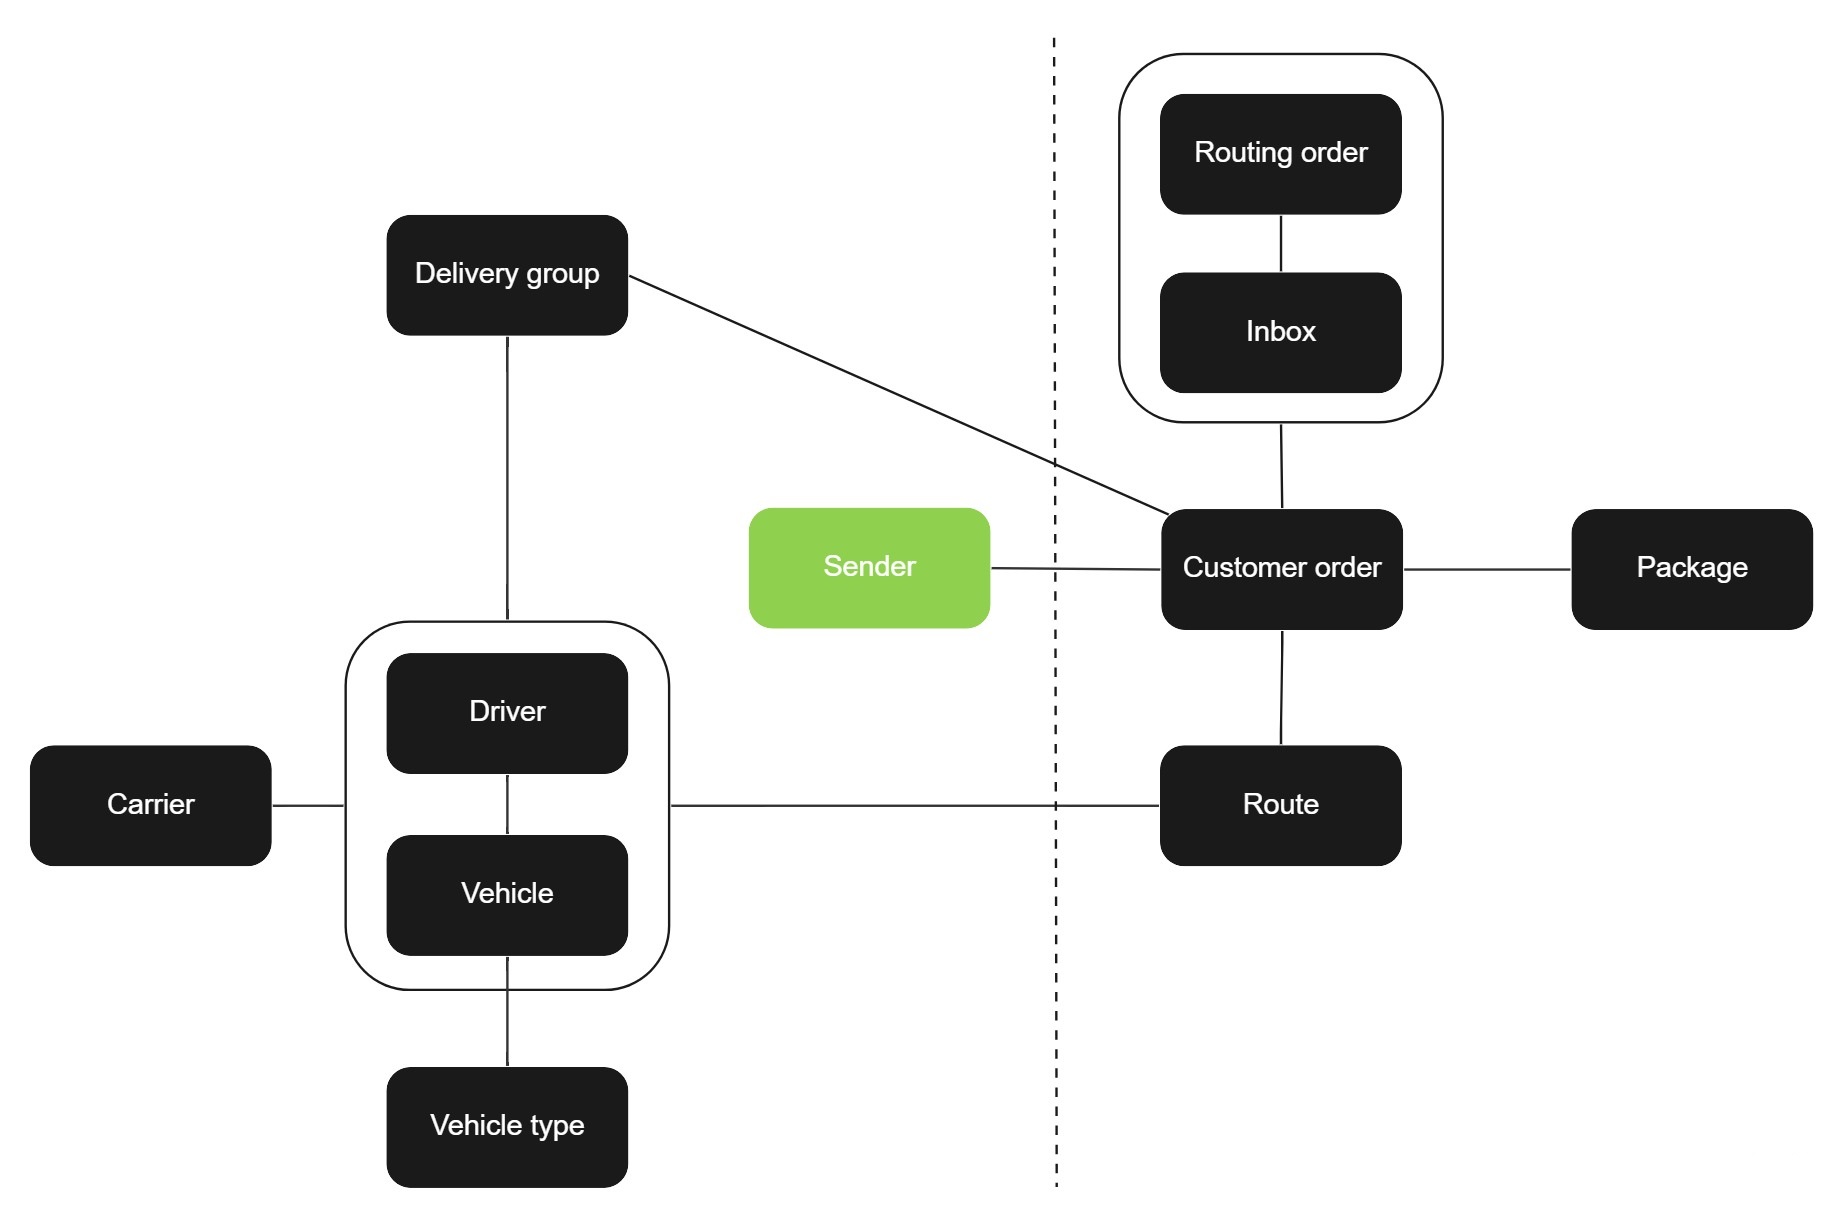 Routing order
Delivery group
Inbox
Sender
Customer order
Package
Driver
Carrier
Route
Vehicle
Vehicle type